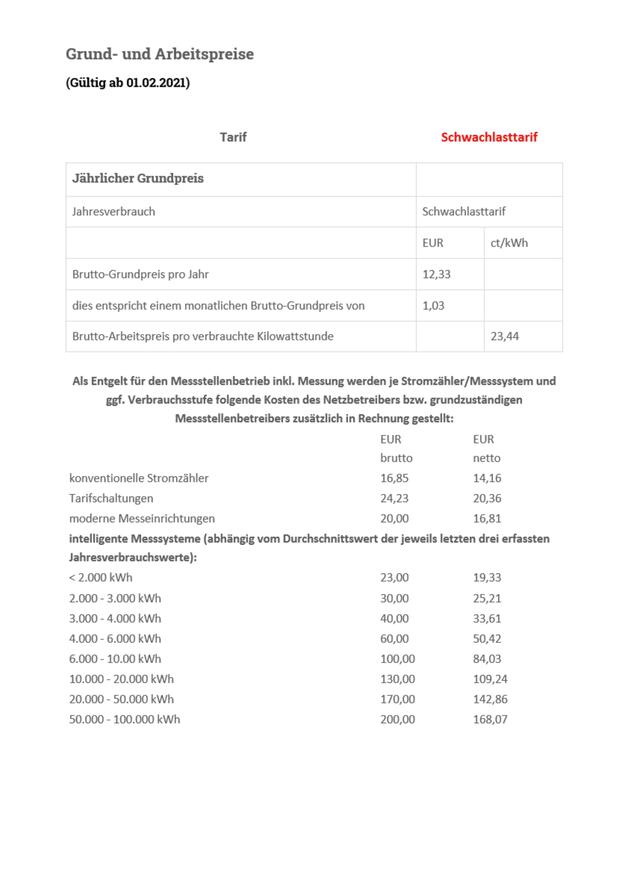 Grund- und Arbeitspreise
(Gültig ab 01.02.2021)
Tarif Schwachlasttarif
Jährlicher Grundpreis
Jahresverbrauch Schwachlasttarif
EUR ct/kWh
Brutto-Grundpreis pro Jahr 12,33
dies entspricht einem monatlichen Brutto-Grundpreis von 1,03
Brutto-Arbeitspreis pro verbrauchte Kilowattstunde 23,44
Als Entgelt für den Messstellenbetrieb inkl. Messung werden je Stromzähler/Messsystem und
ggf. Verbrauchsstufe folgende Kosten des Netzbetreibers bzw. grundzuständigen
Messstellenbetreibers zusätzlich in Rechnung gestellt:
EUR EUR
brutto netto
konventionelle Stromzähler 16,85 14,16
Tarifschaltungen 24,23 20,36
moderne Messeinrichtungen 20,00 16,81
intelligente Messsysteme (abhängig vom Durchschnittswert der jeweils letzten drei erfassten
Jahresverbrauchswerte):
< 2.000 kWh 23,00 19,33
2.000 - 3.000 kWh 30,00 25,21
3.000 - 4.000 kWh 40,00 33,61
4.000 - 6.000 kWh 60,00 50,42
6.000 - 10.00 kWh 100,00 84,03
10.000 - 20.000 kWh 130,00 109,24
20.000 - 50.000 kWh 170,00 142,86
50.000 - 100.000 kWh 200,00 168,07